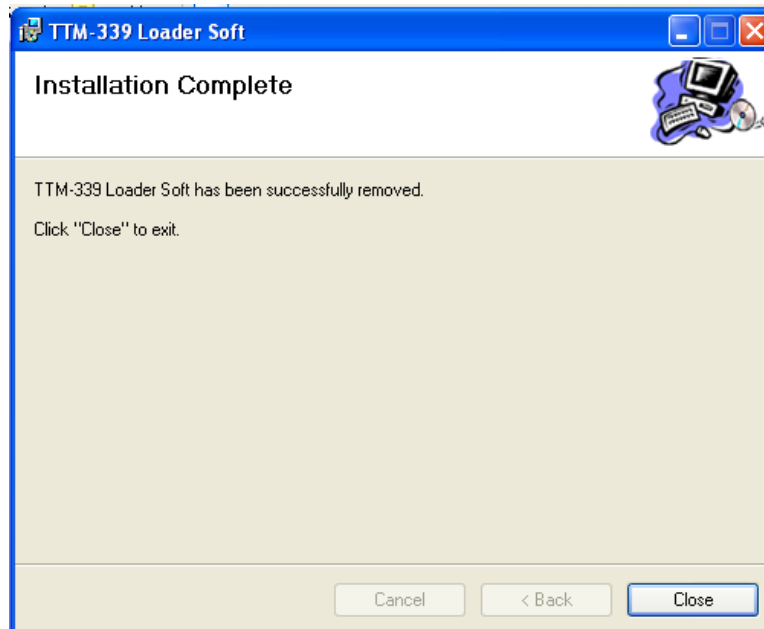 TTM-339 Loader Soft
Installation Complete
TTM-339 Loader Soft has been successfully removed.
Click "Close" to exit.
Cancel
< Back
Close